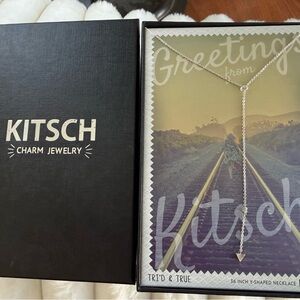 KITSCH
CHARM JEWELRY
Greetings
from
Kitsch
TRI'D & TRUE
36 INCH Y-SHAPED NECKLACE